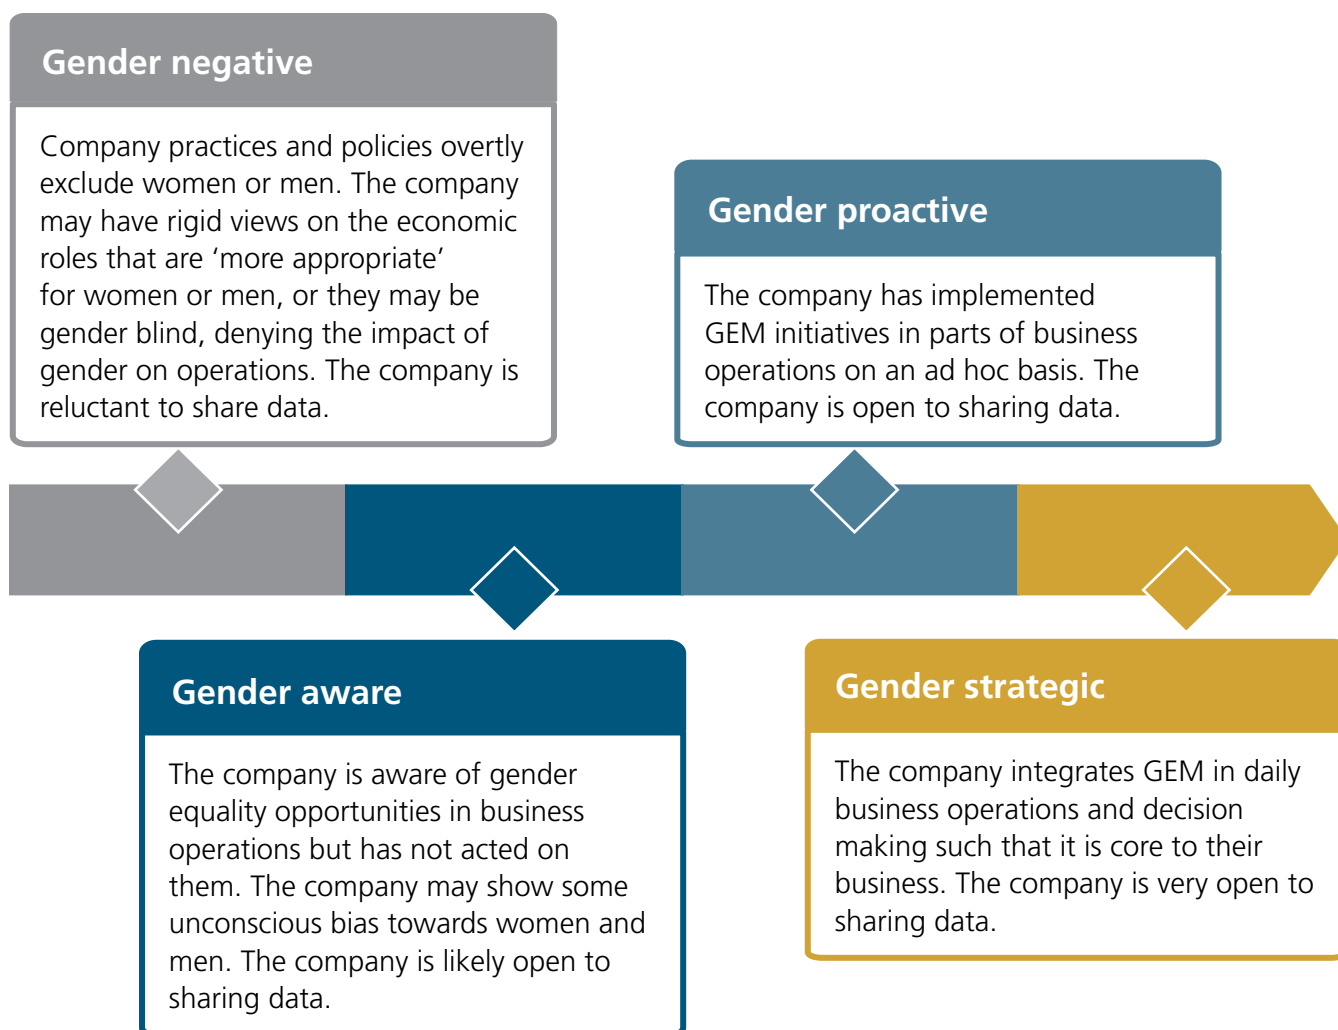 Gender negative
Company practices and policies overtly
exclude women or men. The company
may have rigid views on the economic
roles that are ‘more appropriate’
for women or men, or they may be
gender blind, denying the impact of
gender on operations. The company is
reluctant to share data.
Gender aware
The company is aware of gender
equality opportunities in business
operations but has not acted on
them. The company may show some
unconscious bias towards women and
men. The company is likely open to
sharing data.
Gender proactive
The company has implemented
GEM initiatives in parts of business
operations on an ad hoc basis. The
company is open to sharing data.
Gender strategic
The company integrates GEM in daily
business operations and decision
making such that it is core to their
business. The company is very open to
sharing data.